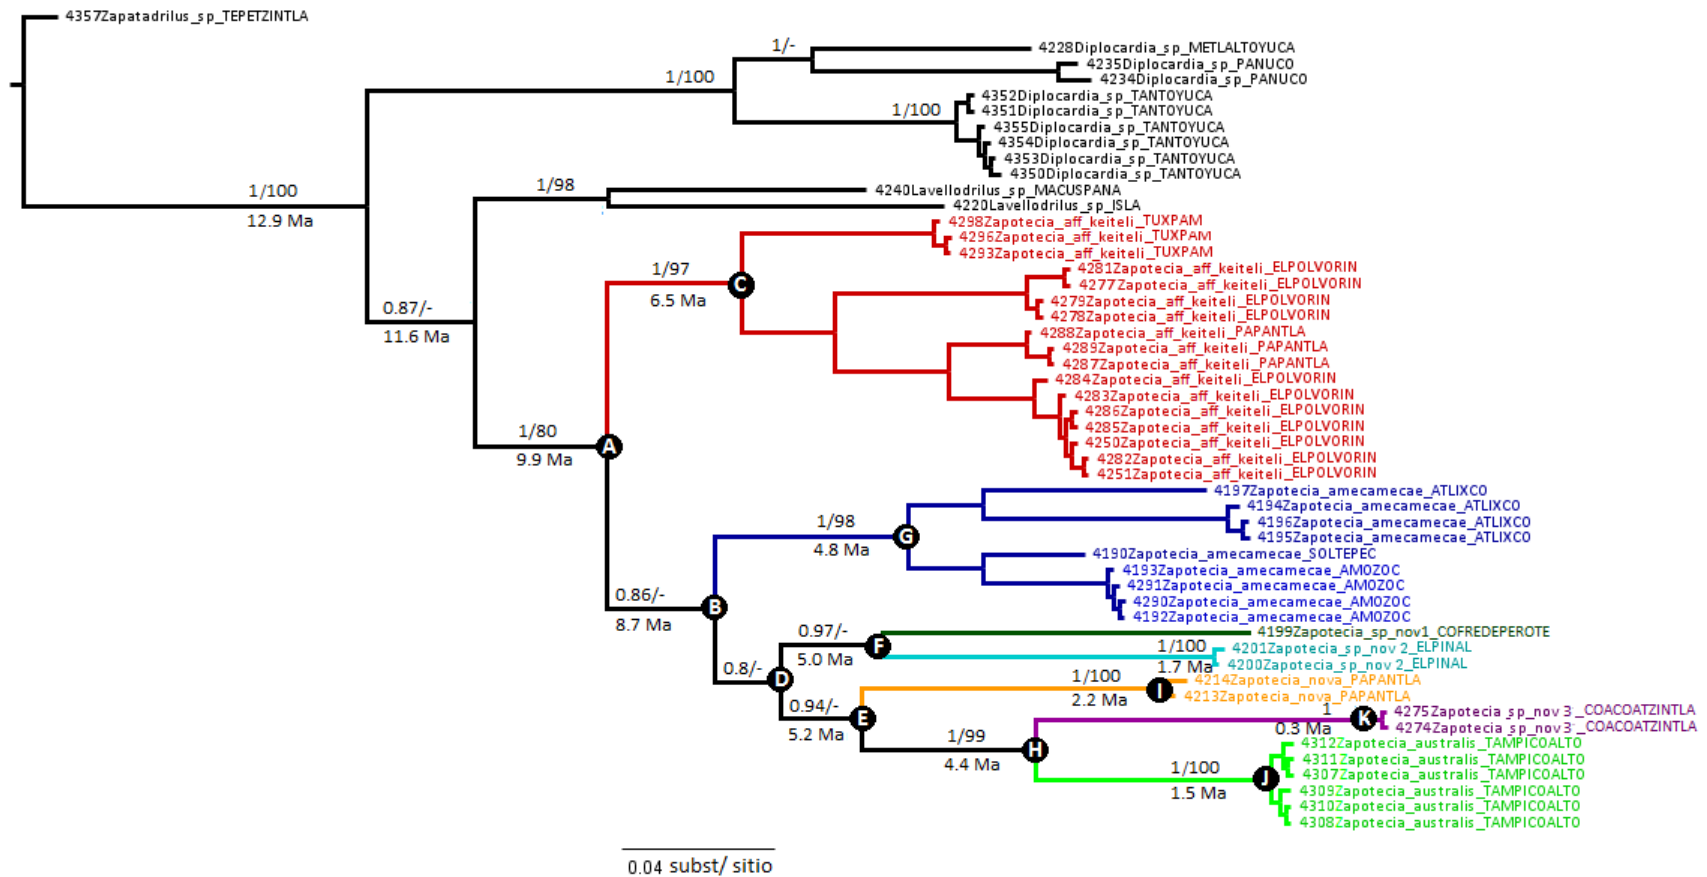 4357Zapatadrilus_sp_TEPETZINTLA
1/-
4228Diplocardia_sp_METLALTOYUCA
4235Diplocardia_sp_PANUCO
1/100
4234Diplocardia_sp_PANUCO
4352Diplocardia_sp_TANTOYUCA
1/100
4351Diplocardia_sp_TANTOYUCA
4355Diplocardia_sp_TANTOYUCA
4354Diplocardia_sp_TANTOYUCA
4353Diplocardia_sp_TANTOYUCA
4350Diplocardia_sp_TANTOYUCA
1/100
12.9 Ma
1/98
4240Lavellodrilus_sp_MACUSPANA
4220Lavellodrilus_sp_ISLA
4298Zapotecia_aff_keiteli_TUXPAM
4296Zapotecia_aff_keiteli_TUXPAM
4293Zapotecia_aff_keiteli_TUXPAM
1/97
C
6.5 Ma
4281Zapotecia_aff_keiteli_ELPOLVORIN
4277Zapotecia_aff_keiteli_ELPOLVORIN
4279Zapotecia_aff_keiteli_ELPOLVORIN
4278Zapotecia_aff_keiteli_ELPOLVORIN
0.87/-
11.6 Ma
4288Zapotecia_aff_keiteli_PAPANTLA
4289Zapotecia_aff_keiteli_PAPANTLA
4287Zapotecia_aff_keiteli_PAPANTLA
4284Zapotecia_aff_keiteli_ELPOLVORIN
4283Zapotecia_aff_keiteli_ELPOLVORIN
4286Zapotecia_aff_keiteli_ELPOLVORIN
4285Zapotecia_aff_keiteli_ELPOLVORIN
4250Zapotecia_aff_keiteli_ELPOLVORIN
4282Zapotecia_aff_keiteli_ELPOLVORIN
4251Zapotecia_aff_keiteli_ELPOLVORIN
1/80
A
9.9 Ma
4197Zapotecia_amecamecae_ATLIXCO
4194Zapotecia_amecamecae_ATLIXCO
4196Zapotecia_amecamecae_ATLIXCO
4195Zapotecia_amecamecae_ATLIXCO
1/98
G
4.8 Ma
4190Zapotecia_amecamecae_SOLTEPEC
4193Zapotecia_amecamecae_AMOZOC
4291Zapotecia_amecamecae_AMOZOC
4290Zapotecia_amecamecae_AMOZOC
4192Zapotecia_amecamecae_AMOZOC
0.86/-
B
8.7 Ma
0.97/-
F
5.0 Ma
4199Zapotecia_sp_nov1_COFREDEPEROTE
1/100
4201Zapotecia_sp_nov 2_ELPINAL
1.7 Ma
4200Zapotecia_sp_nov 2_ELPINAL
0.8/-
D
1/100
I
4214Zapotecia_nova_PAPANTLA
2.2 Ma
4213Zapotecia_nova_PAPANTLA
0.94/-
E
5.2 Ma
1
K
4275Zapotecia_sp_nov 3_COACOATZINTLA
0.3 Ma
4274Zapotecia_sp_nov 3_COACOATZINTLA
1/99
H
4.4 Ma
4312Zapotecia_australis_TAMPICOALTO
4311Zapotecia_australis_TAMPICOALTO
1/100
J
4307Zapotecia_australis_TAMPICOALTO
1.5 Ma
4309Zapotecia_australis_TAMPICOALTO
4310Zapotecia_australis_TAMPICOALTO
4308Zapotecia_australis_TAMPICOALTO
0.04 subst/ sitio